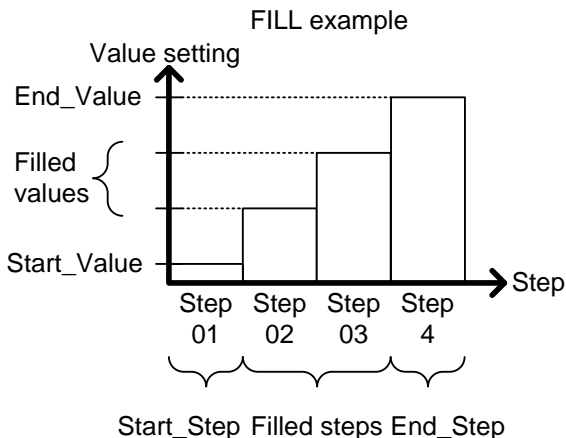 FILL example
Value setting
End_Value
Filled
values
Start_Value
Step
Step Step Step Step
01 02 03 4
Start_Step Filled steps End_Step